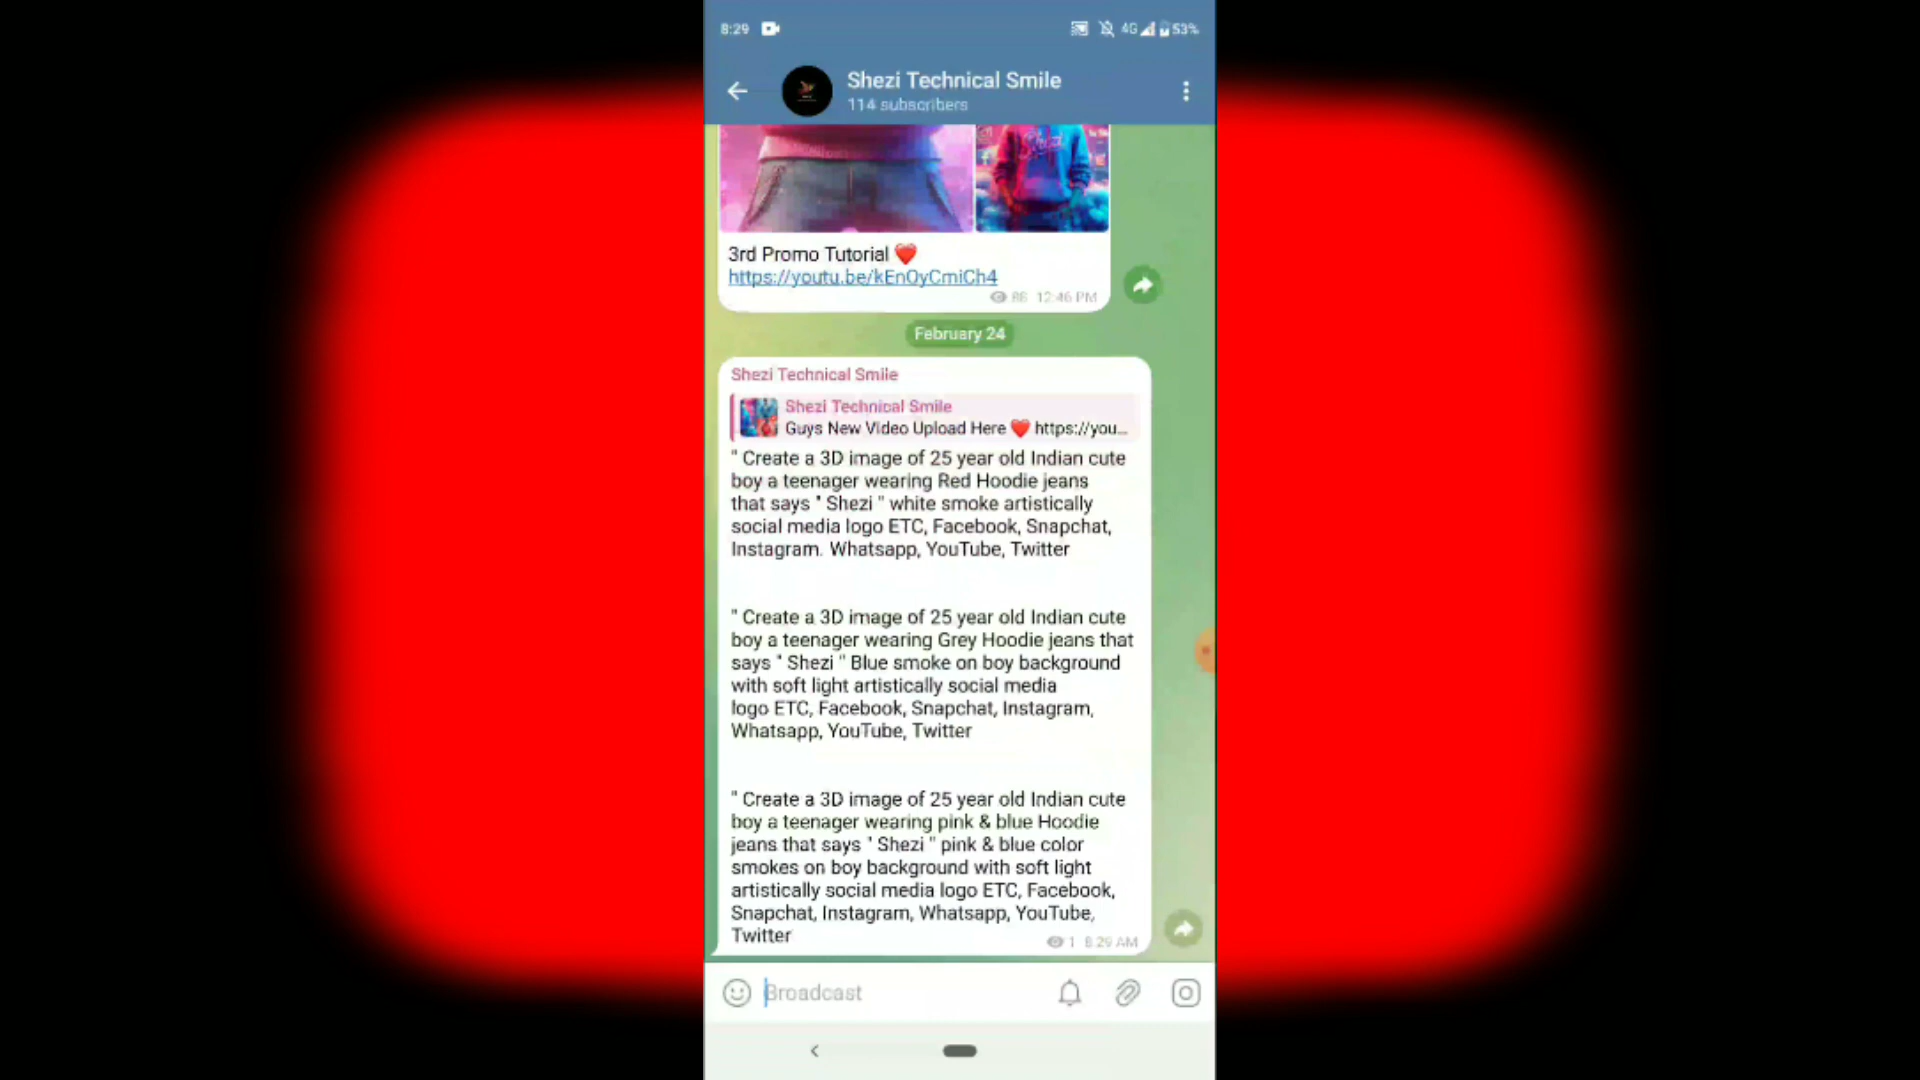 8:29
4G 53%
Shezi Technical Smile
114 subscribers
Shezi
3rd Promo Tutorial ❤️
https://youtu.be/kEnOyCmiCh4
88 12:46 PM
February 24
Shezi Technical Smile
Shezi Technical Smile
Guys New Video Upload Here ❤️ https://you...
" Create a 3D image of 25 year old Indian cute
boy a teenager wearing Red Hoodie jeans
that says " Shezi " white smoke artistically
social media logo ETC, Facebook, Snapchat,
Instagram. Whatsapp, YouTube, Twitter
" Create a 3D image of 25 year old Indian cute
boy a teenager wearing Grey Hoodie jeans that
says " Shezi " Blue smoke on boy background
with soft light artistically social media
logo ETC, Facebook, Snapchat, Instagram,
Whatsapp, YouTube, Twitter
" Create a 3D image of 25 year old Indian cute
boy a teenager wearing pink & blue Hoodie
jeans that says " Shezi " pink & blue color
smokes on boy background with soft light
artistically social media logo ETC, Facebook,
Snapchat, Instagram, Whatsapp, YouTube,
Twitter
1 8:29 AM
Broadcast